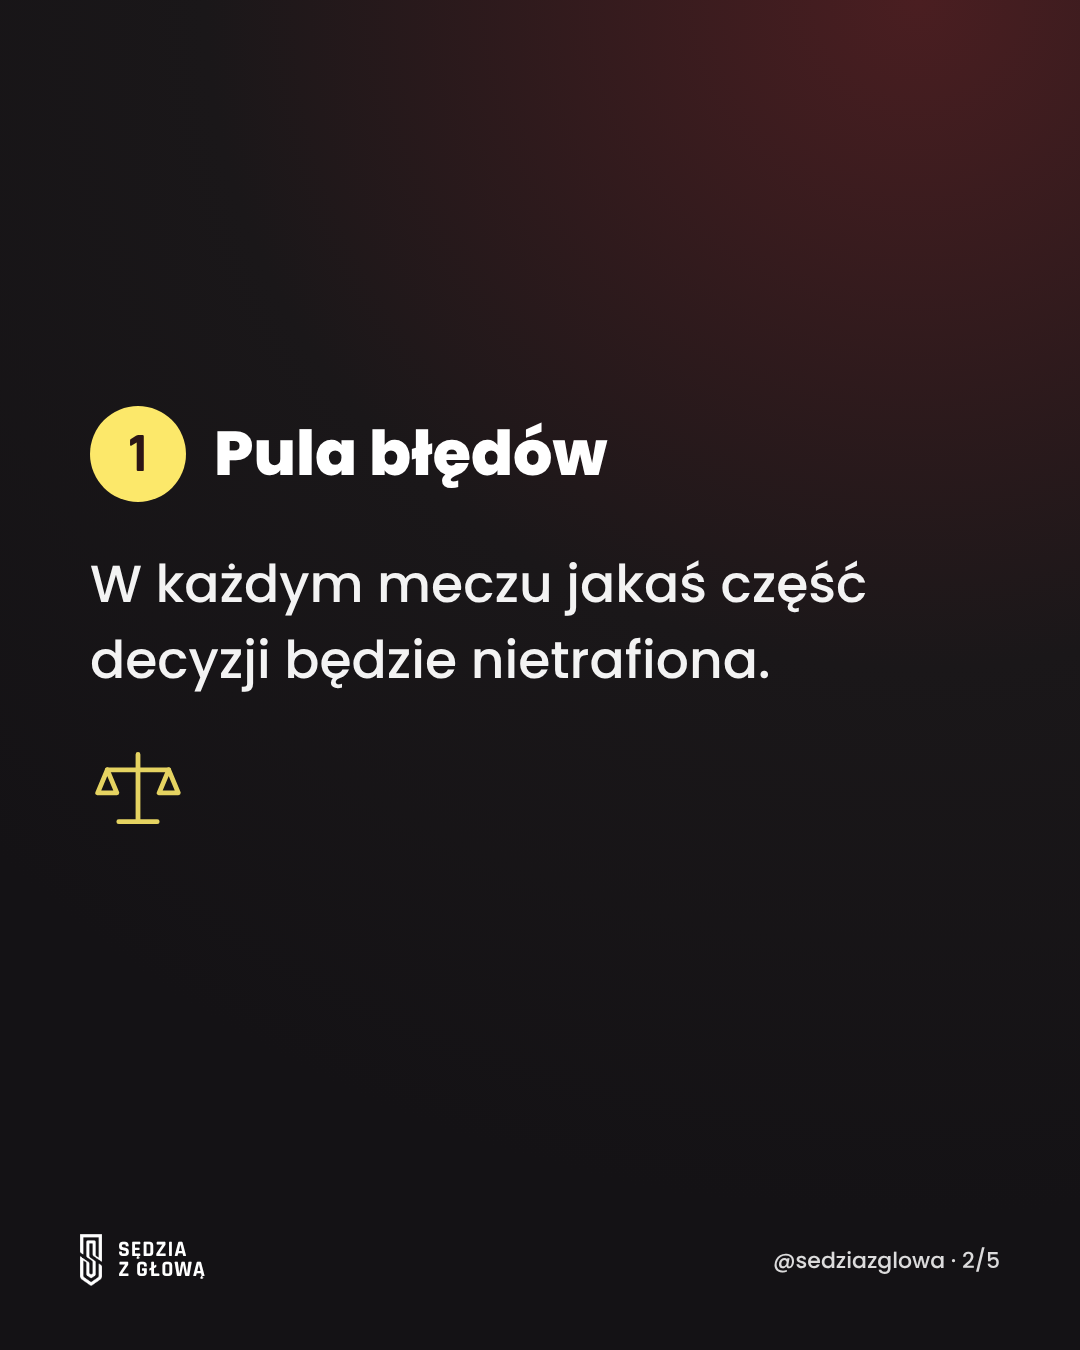 1 Pula błędów
W każdym meczu jakaś część
decyzji będzie nietrafiona.
SĘDZIA
Z GŁOWĄ
@sedziazglowa · 2/5